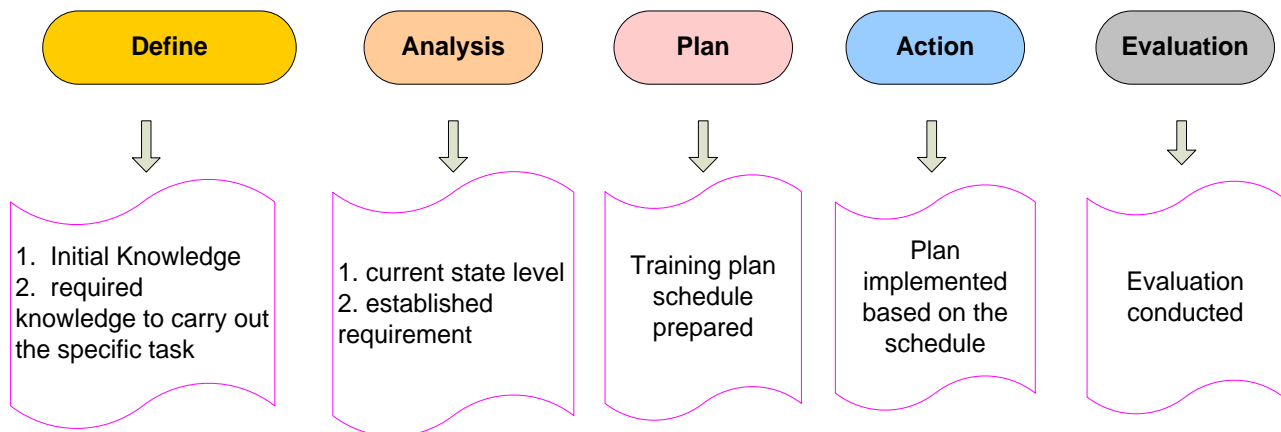 Define
Analysis
Plan
Action
Evaluation
1. Initial Knowledge
2. required
knowledge to carry out
the specific task
1. current state level
2. established
requirement
Training plan
schedule
prepared
Plan
implemented
based on the
schedule
Evaluation
conducted